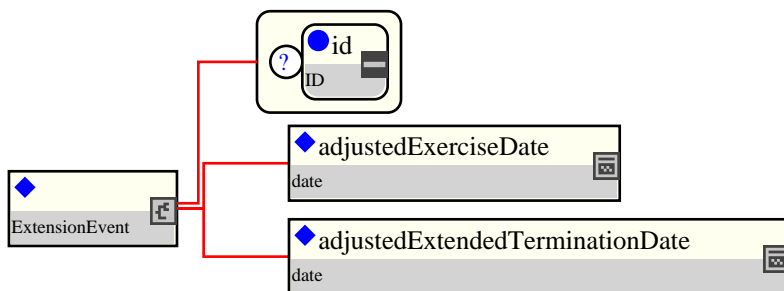 id
?
ID
adjustedExerciseDate
date
ExtensionEvent
adjustedExtendedTerminationDate
date